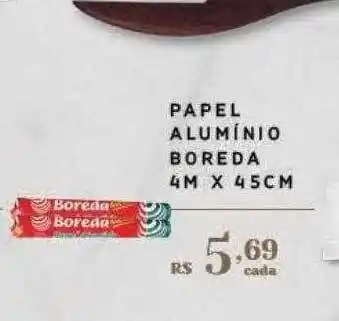 PAPEL
ALUMÍNIO
BOREDA
4M X 45CM
Boreda
Boreda
R$ 5,69
cada